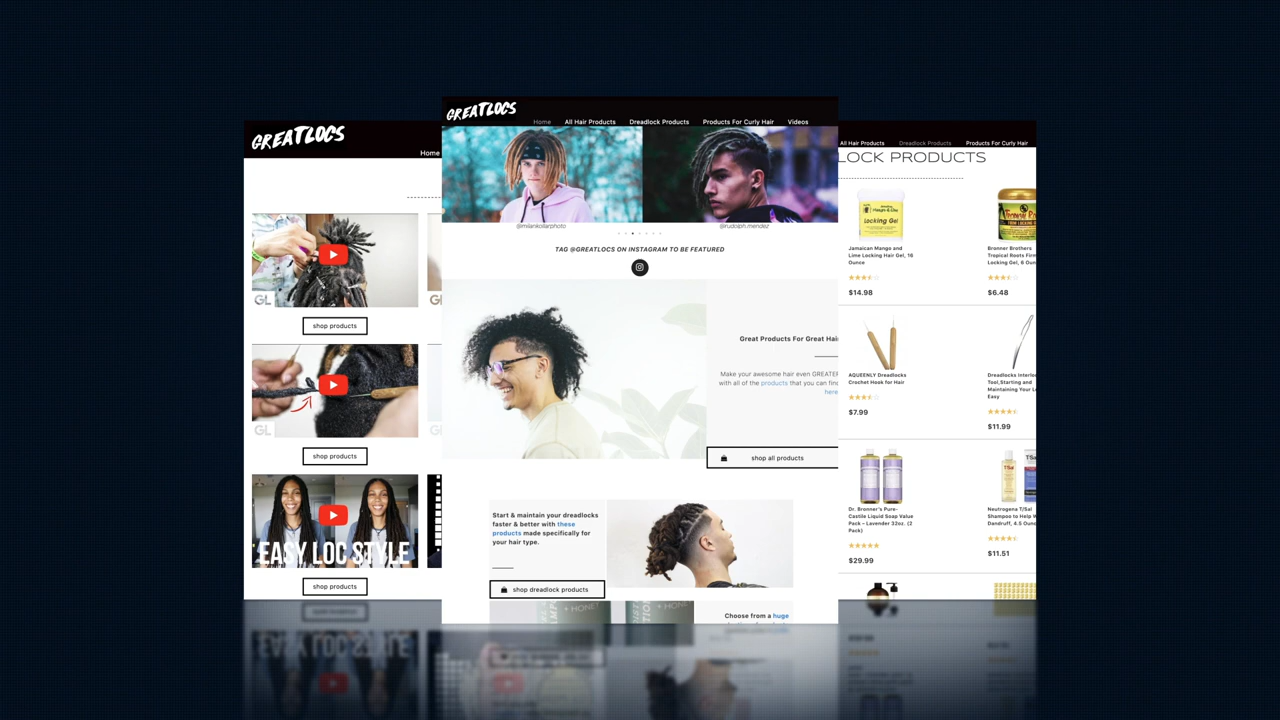 GREATLOCS
Home
GL
shop products
GL
shop products
EASY LOC STYLE
shop products
GREATLOCS
Home All Hair Products Dreadlock Products Products For Curly Hair Videos
@milankollarphoto @rudolph.mendez
TAG @GREATLOCS ON INSTAGRAM TO BE FEATURED
Great Products For Great Hai
Make your awesome hair even GREATER
with all of the products that you can find
here
shop all products
Start & maintain your dreadlocks
faster & better with these
products made specifically for
your hair type.
shop dreadlock products
+ HONEY
+ HON
Choose from a huge
All Hair Products Dreadlock Products Products For Curly Hair
LOCK PRODUCTS
Locking Gel
Jamaican Mango and
Lime Locking Hair Gel, 16
Ounce
$14.98
Bronner Brothers
Tropical Roots Firm
Locking Gel, 6 Oun
$6.48
AQUEENLY Dreadlocks
Crochet Hook for Hair
$7.99
Dreadlocks Interloc
Tool,Starting and
Maintaining Your Lo
Easy
$11.99
Dr. Bronner's Pure-
Castile Liquid Soap Value
Pack – Lavender 32oz. (2
Pack)
$29.99
TSal
TSal
Neutrogena T/Sal
Shampoo to Help W
Dandruff, 4.5 Ounc
$11.51